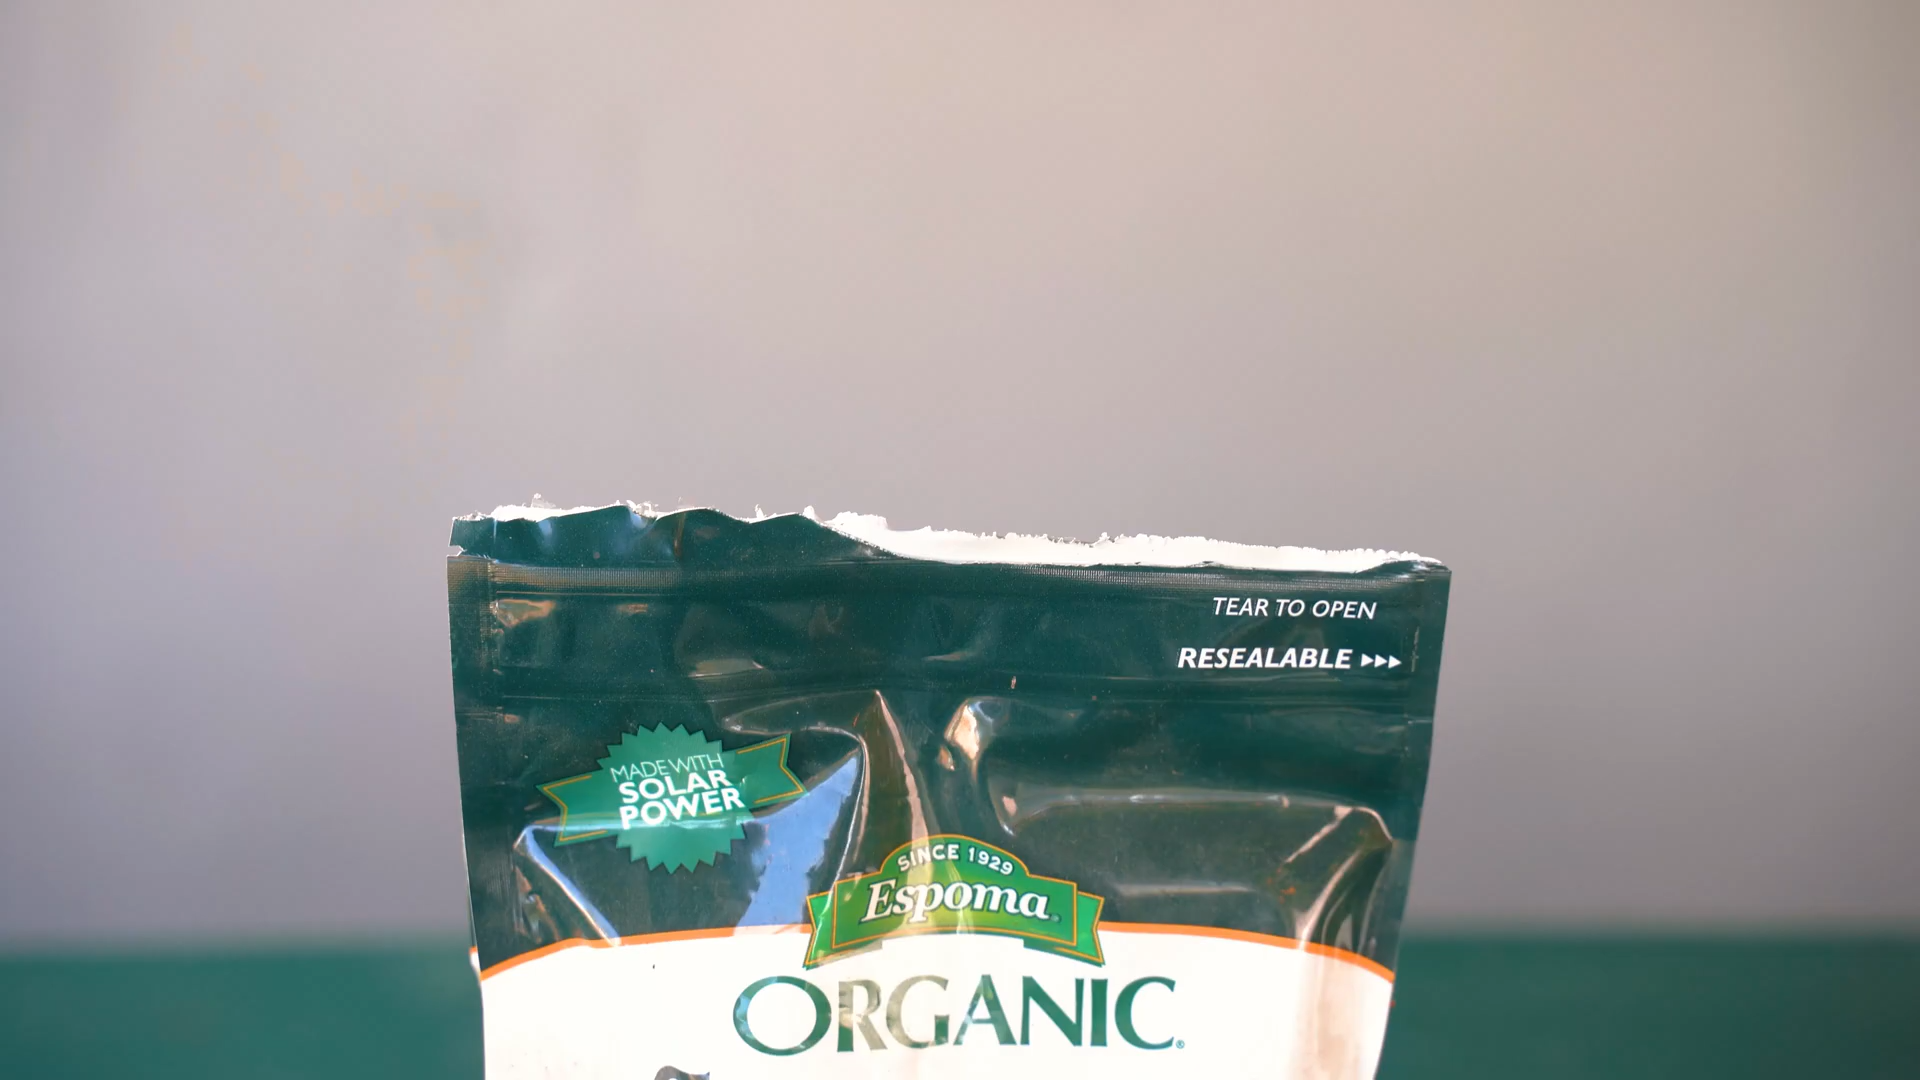 TEAR TO OPEN
RESEALABLE
MADE WITH
SOLAR
POWER
SINCE 1929
Espoma®
ORGANIC®